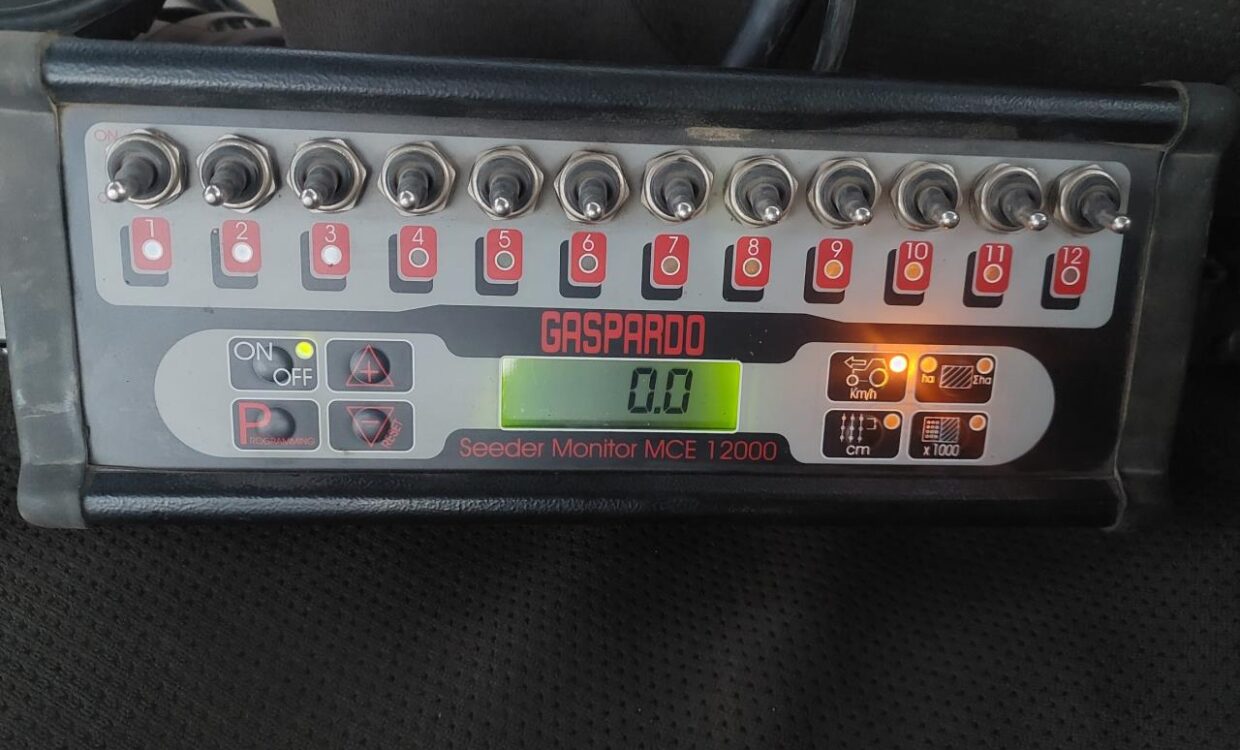 ON
1 2 3 4 5 6 7 8 9 10 11 12
GASPARDO
ON
OFF
+
0.0
Km/h
ha
Σha
PROGRAMMING
−
RESET
Seeder Monitor MCE 12000
cm
x 1000